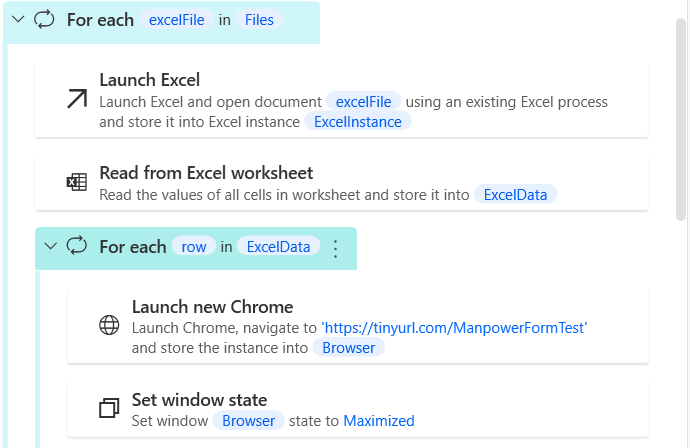 For each excelFile in Files
Launch Excel
Launch Excel and open document excelFile using an existing Excel process
and store it into Excel instance ExcelInstance
Read from Excel worksheet
Read the values of all cells in worksheet and store it into ExcelData
For each row in ExcelData
Launch new Chrome
Launch Chrome, navigate to 'https://tinyurl.com/ManpowerFormTest'
and store the instance into Browser
Set window state
Set window Browser state to Maximized